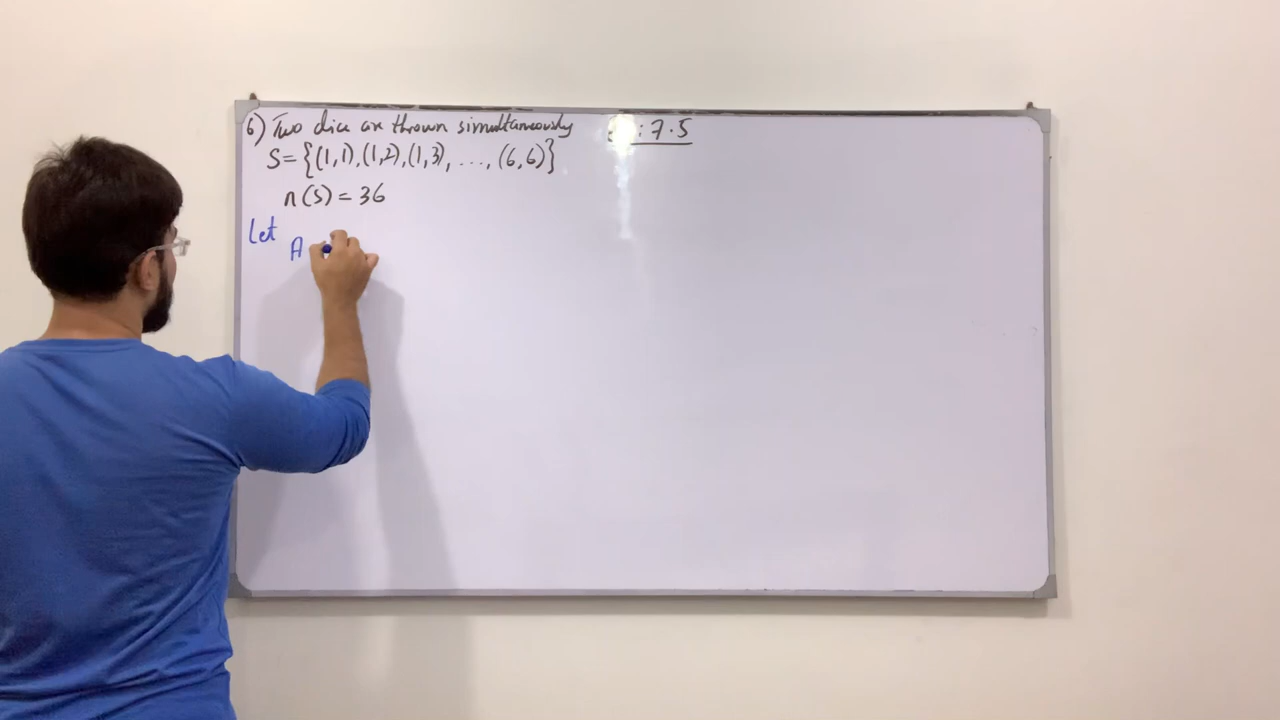 6) Two dice are thrown simultaneously
: 7.5
S = {(1,1), (1,2), (1,3), ..., (6,6)}
n(S) = 36
Let
A